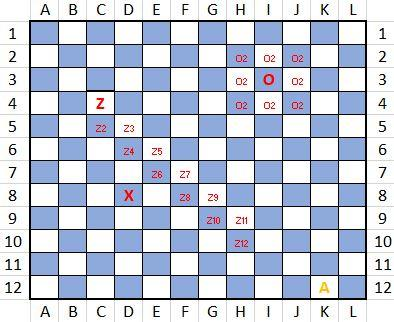 A B C D E F G H I J K L
1 1
2 O2 O2 O2 2
3 O2 O O2 3
4 Z O2 O2 O2 4
5 Z2 Z3 5
6 Z4 Z5 6
7 Z6 Z7 7
8 X Z8 Z9 8
9 Z10 Z11 9
10 Z12 10
11 11
12 A 12
A B C D E F G H I J K L